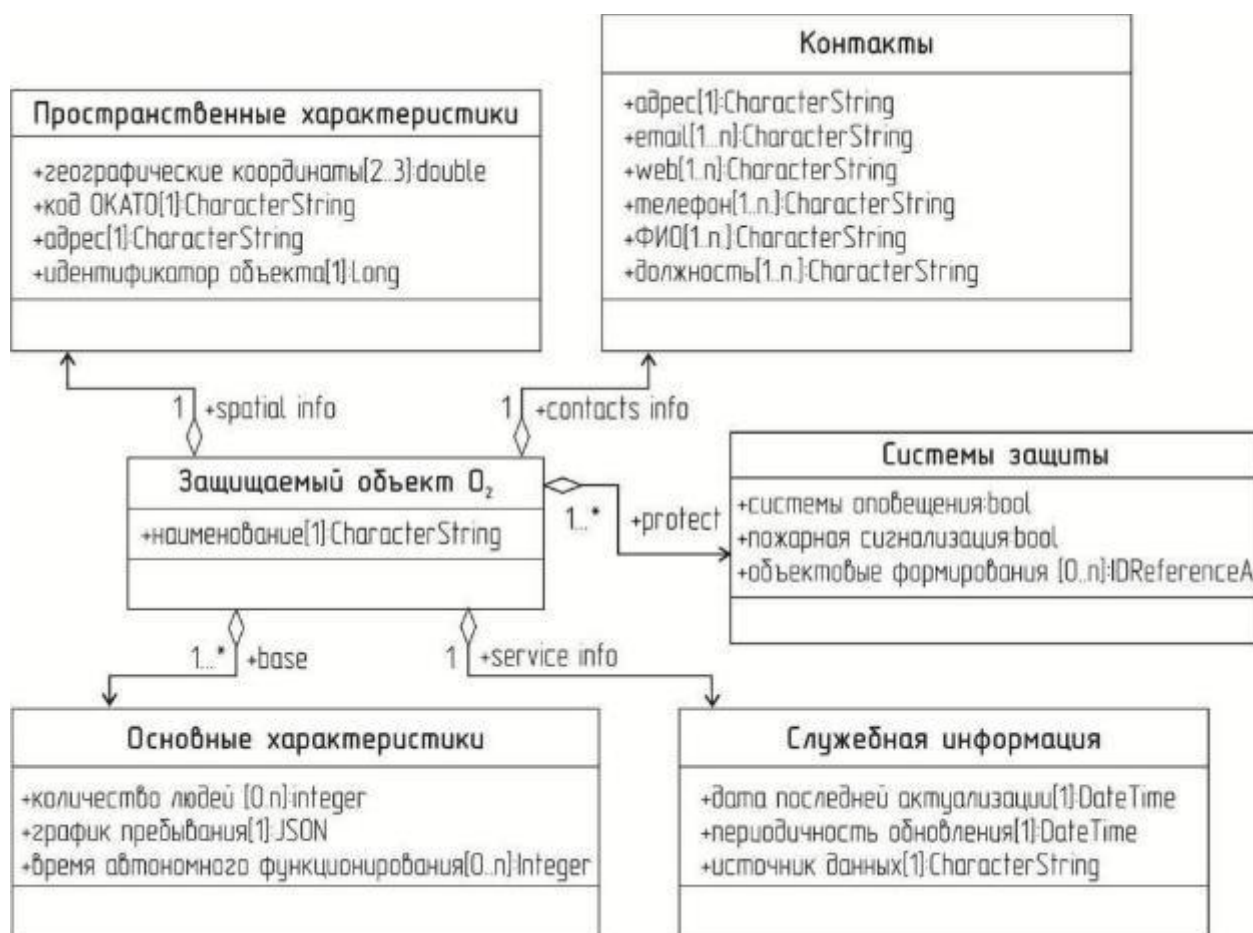 Контакты
+адрес[1]:CharacterString
+email[1..n]:CharacterString
+web[1..n]:CharacterString
+телефон[1..n.]:CharacterString
+ФИО[1..n.]:CharacterString
+должность[1..n.]:CharacterString
Пространственные характеристики
+географические координаты[2..3]:double
+код ОКАТО[1]:CharacterString
+адрес[1]:CharacterString
+идентификатор объекта[1]:Long
1 +spatial info
1 +contacts info
Защищаемый объект O₂
+наименование[1]:CharacterString
1...* +protect
Системы защиты
+системы оповещения:bool
+пожарная сигнализация:bool
+объектовые формирования [0..n]:IDReferenceA
1...* +base
1 +service info
Основные характеристики
+количество людей [0.n]:integer
+график пребывания[1]:JSON
+время автономного функционирования[0..n]:Integer
Служебная информация
+дата последней актуализации[1]:DateTime
+периодичность обновления[1]:DateTime
+источник данных[1]:CharacterString